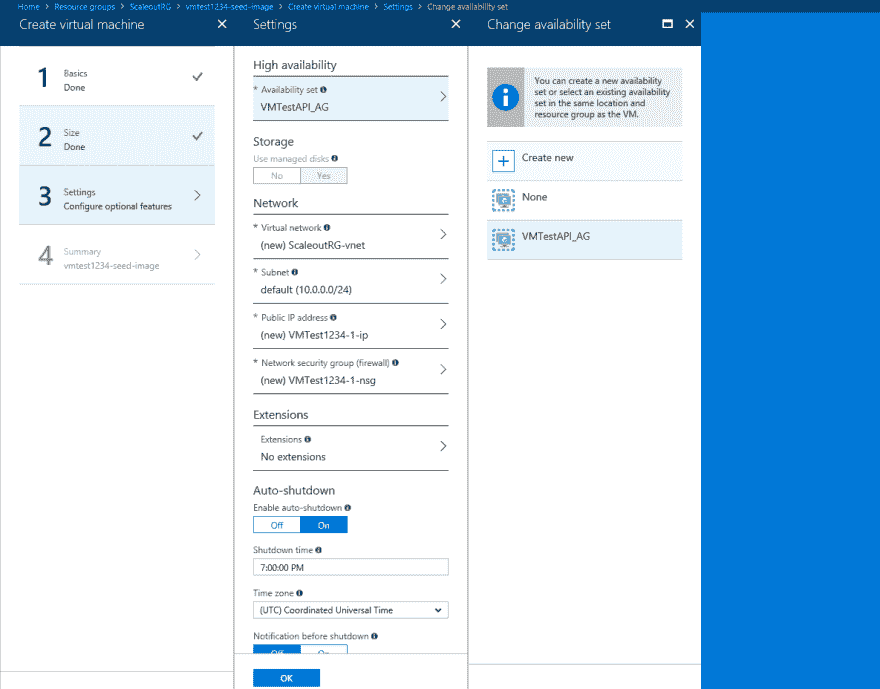 Home > Resource groups > ScaleoutRG > vmtest1234-seed-image > Create virtual machine > Settings > Change availability set
Create virtual machine
1
Basics
Done
2
Size
Done
3
Settings
Configure optional features
4
Summary
vmtest1234-seed-image
Settings
High availability
* Availability set
VMTestAPI_AG
Storage
Use managed disks
No Yes
Network
* Virtual network
(new) ScaleoutRG-vnet
* Subnet
default (10.0.0.0/24)
* Public IP address
(new) VMTest1234-1-ip
* Network security group (firewall)
(new) VMTest1234-1-nsg
Extensions
Extensions
No extensions
Auto-shutdown
Enable auto-shutdown
Off On
Shutdown time
7:00:00 PM
Time zone
(UTC) Coordinated Universal Time
Notification before shutdown
Off On
OK
Change availability set
You can create a new availability
set or select an existing availability
set in the same location and
resource group as the VM.
Create new
None
VMTestAPI_AG